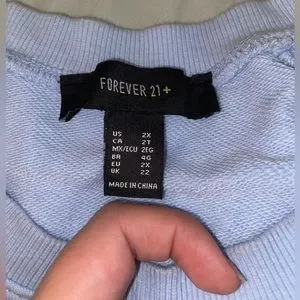 FOREVER 21+
US 2X
CA 2T
MX/ECU 2EG
BR 4G
EU 2X
UK 22
MADE IN CHINA